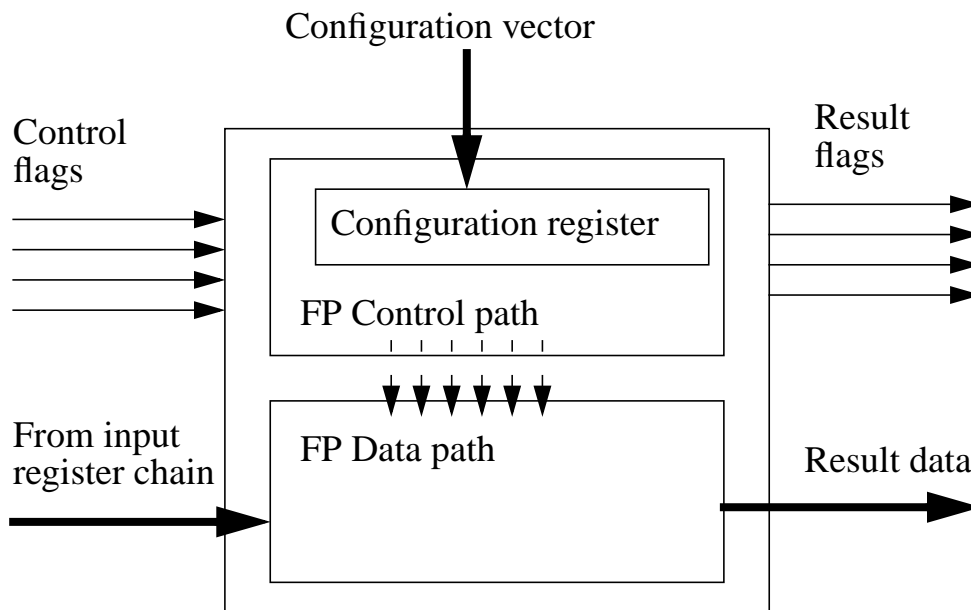 Configuration vector
Control
flags
Result
flags
Configuration register
FP Control path
From input
register chain
FP Data path
Result data